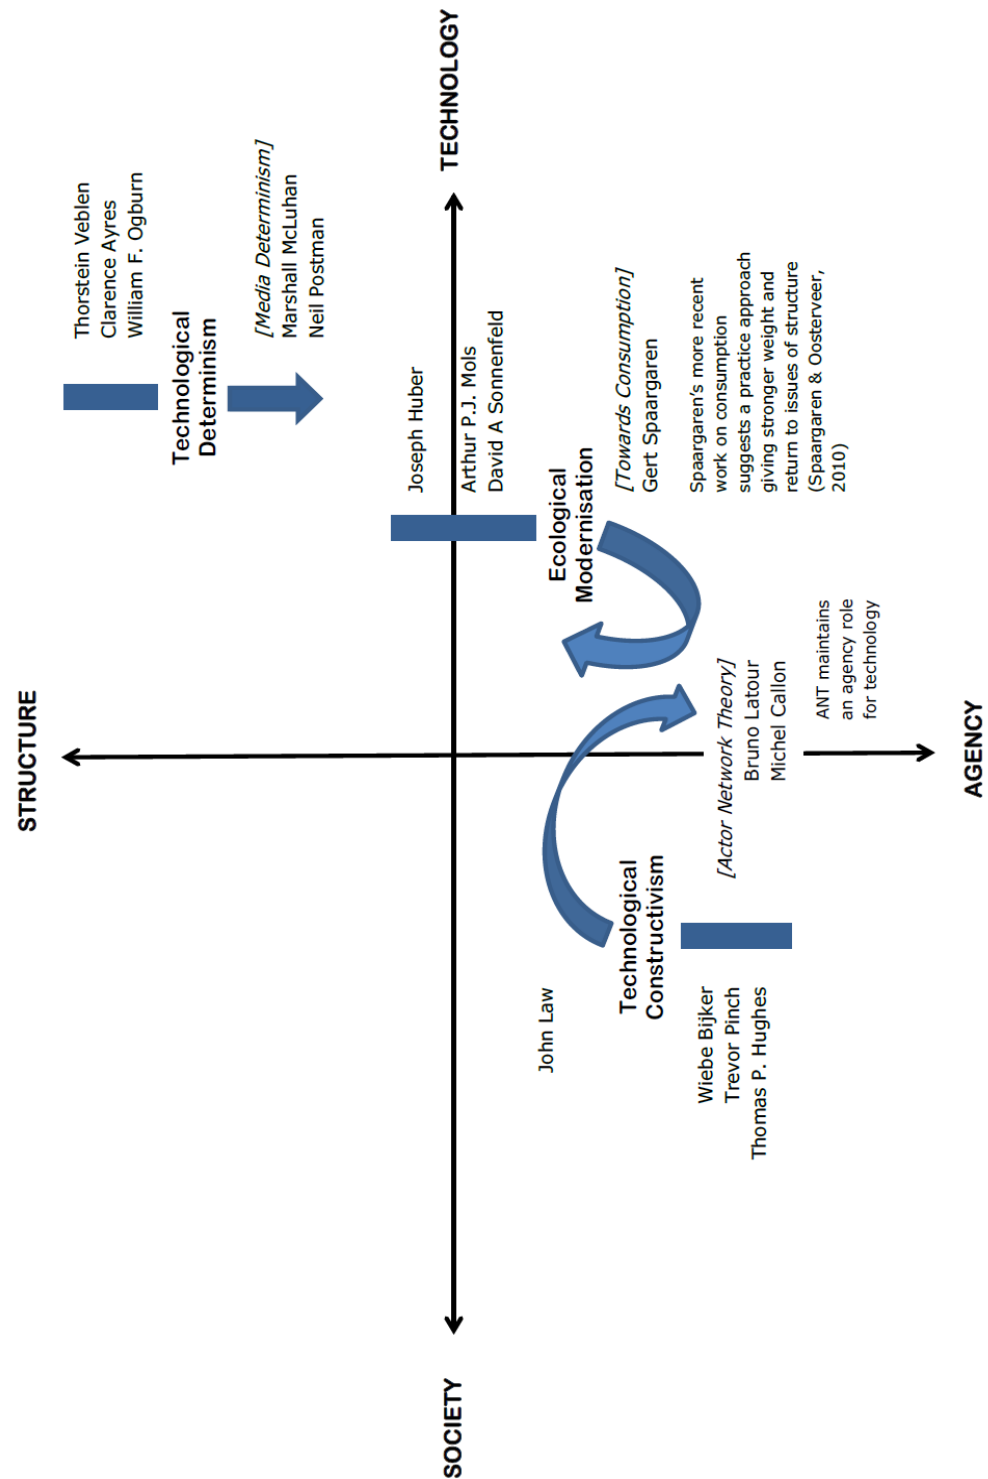 STRUCTURE
Thorstein Veblen
Clarence Ayres
William F. Ogburn
Technological
Determinism
[Media Determinism]
Marshall McLuhan
Neil Postman
SOCIETY
TECHNOLOGY
Joseph Huber
Arthur P.J. Mols
David A Sonnenfeld
Ecological
Modernisation
[Towards Consumption]
Gert Spaargaren
Spaargaren’s more recent
work on consumption
suggests a practice approach
giving stronger weight and
return to issues of structure
(Spaargaren & Oosterveer,
2010)
John Law
Technological
Constructivism
Wiebe Bijker
Trevor Pinch
Thomas P. Hughes
[Actor Network Theory]
Bruno Latour
Michel Callon
ANT maintains
an agency role
for technology
AGENCY